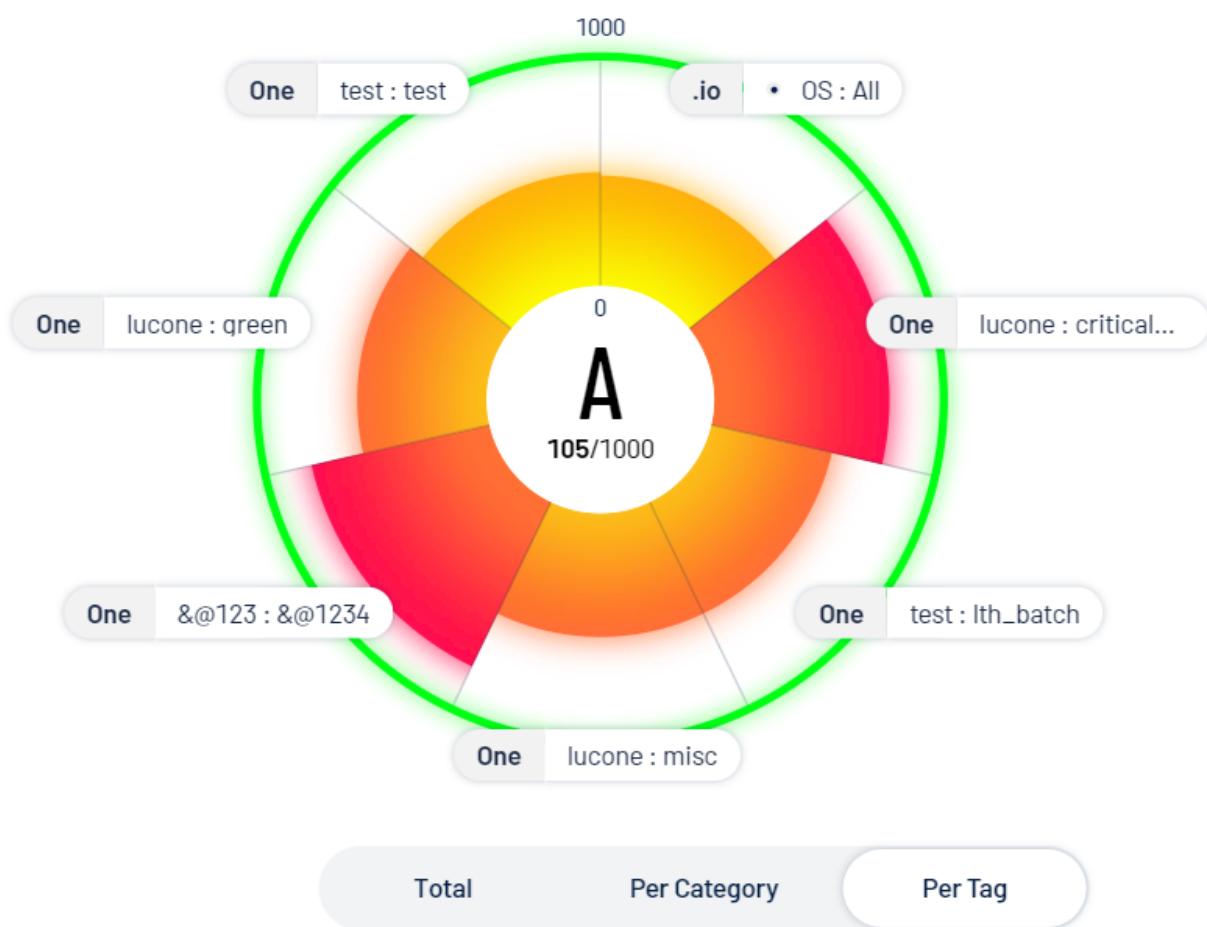 1000
One test : test
.io • OS : All
One lucone : green
0
One lucone : critical...
A
105/1000
One &@123 : &@1234
One test : lth_batch
One lucone : misc
Total Per Category Per Tag